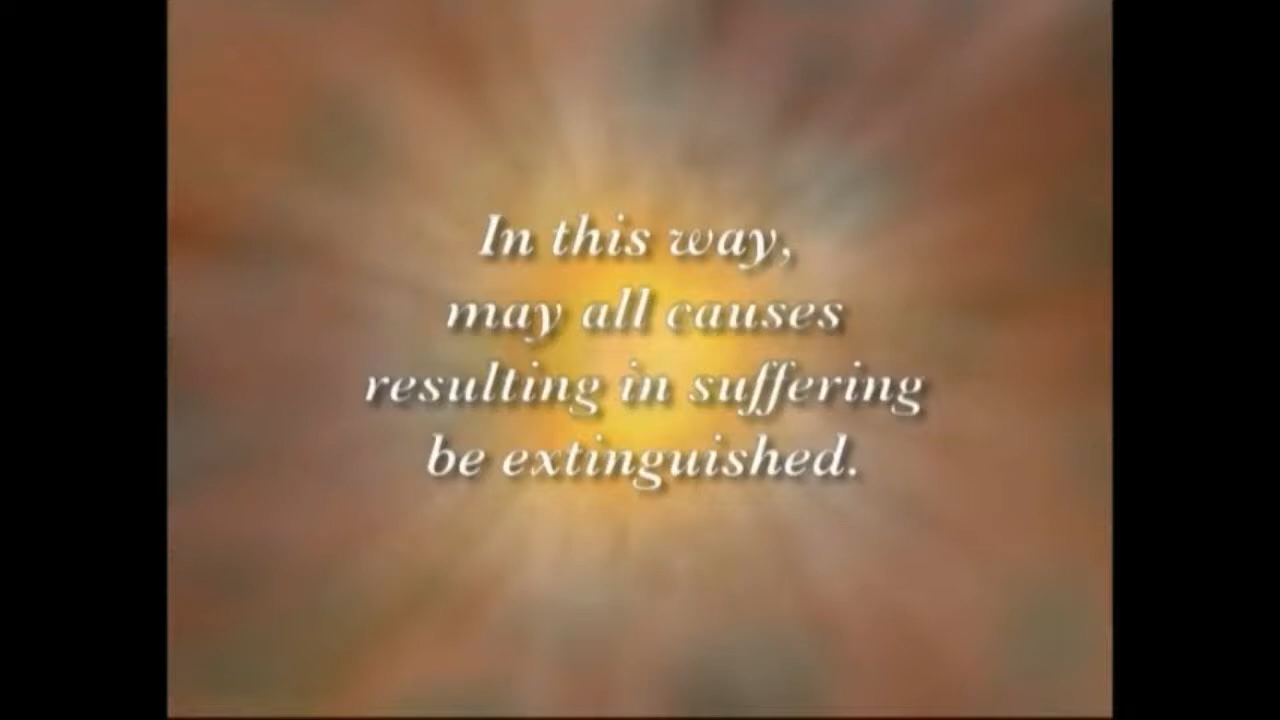 In this way,
may all causes
resulting in suffering
be extinguished.